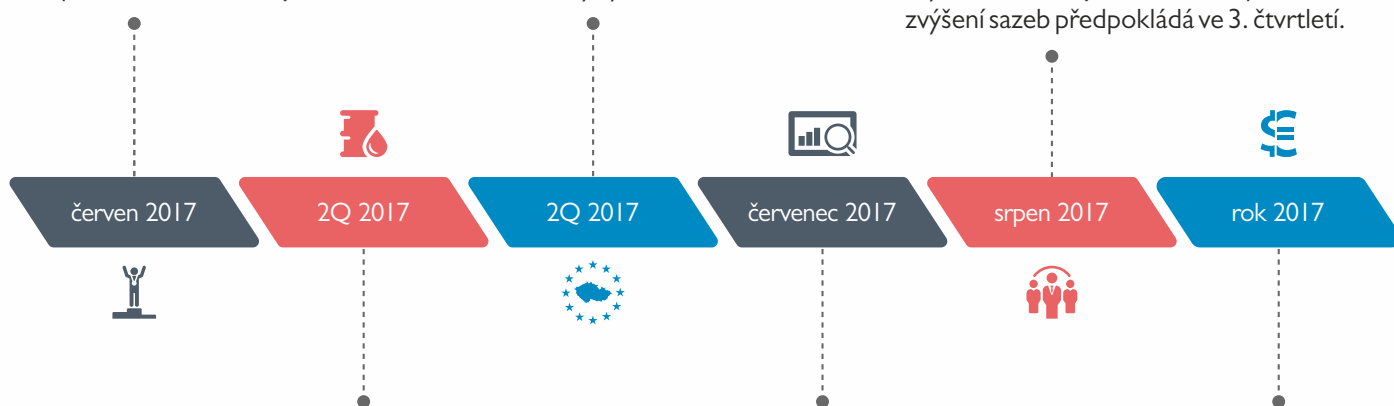 zvýšení sazeb předpokládá ve 3. čtvrtletí.
červen 2017
2Q 2017
2Q 2017
červenec 2017
srpen 2017
rok 2017